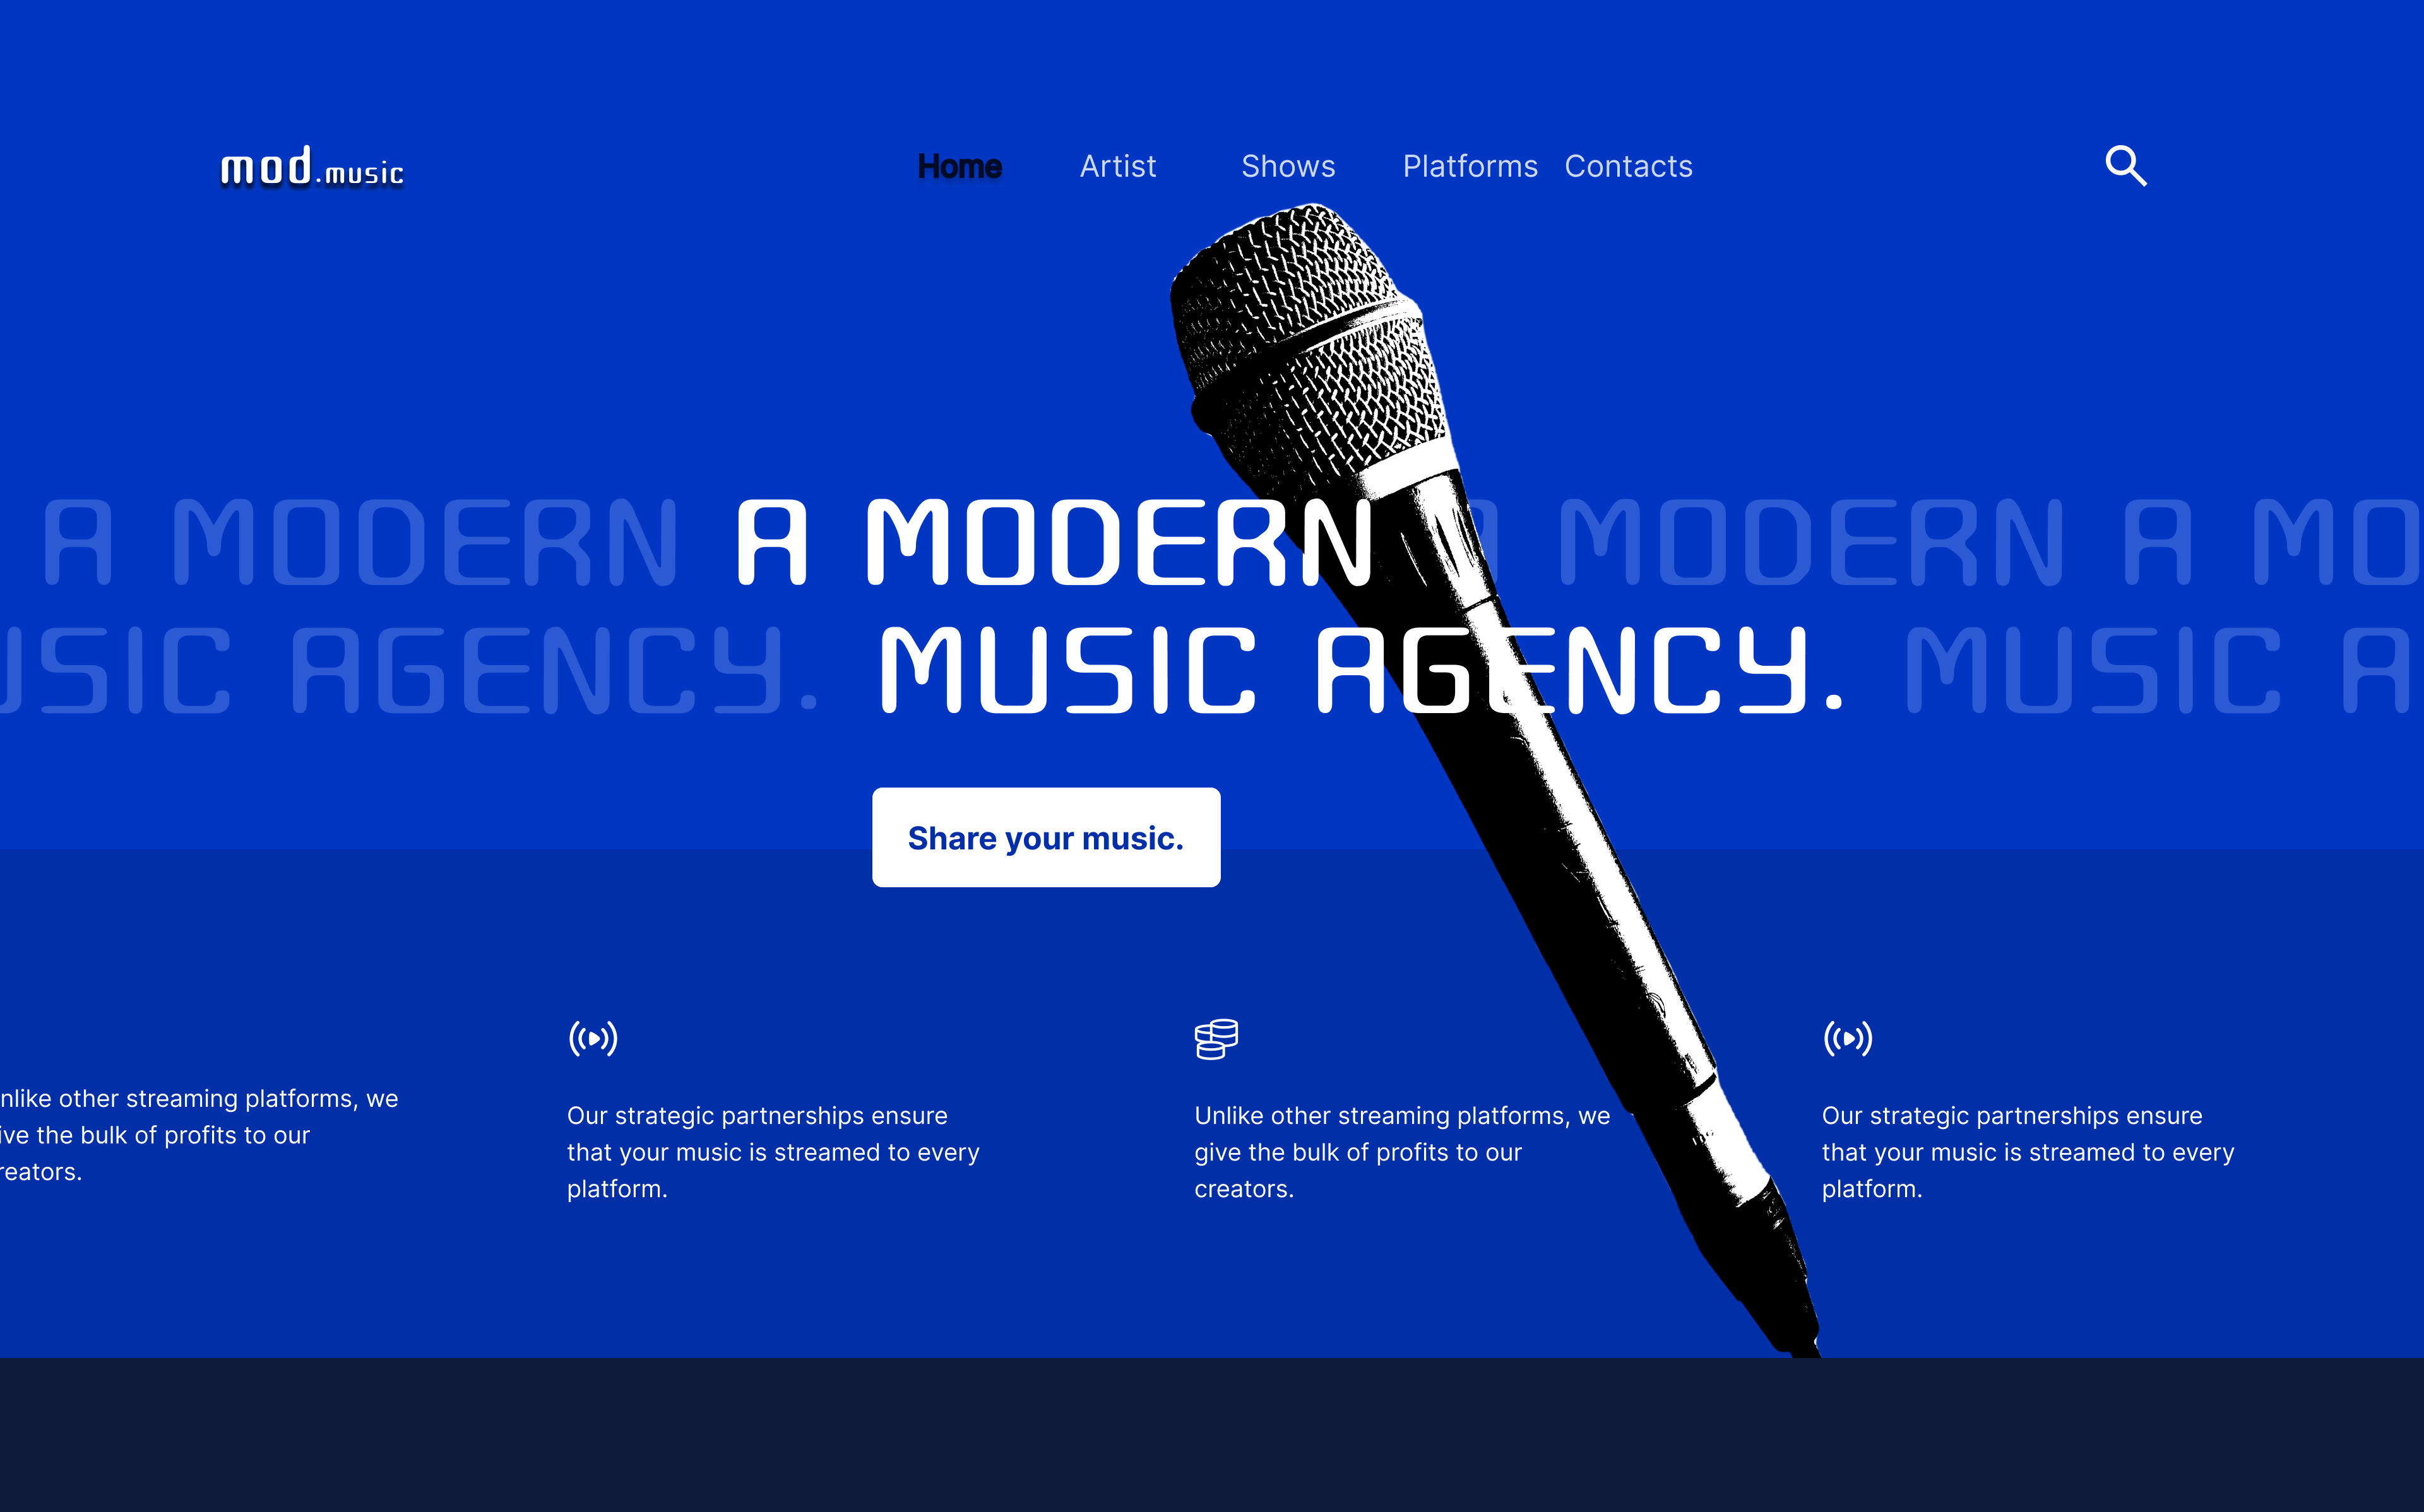 mod.music
Home Artist Shows Platforms Contacts
A MODERN A MODERN A MODERN A MO
USIC AGENCY. MUSIC AGENCY. MUSIC A
Share your music.
nlike other streaming platforms, we
ive the bulk of profits to our
reators.
Our strategic partnerships ensure
that your music is streamed to every
platform.
Unlike other streaming platforms, we
give the bulk of profits to our
creators.
Our strategic partnerships ensure
that your music is streamed to every
platform.